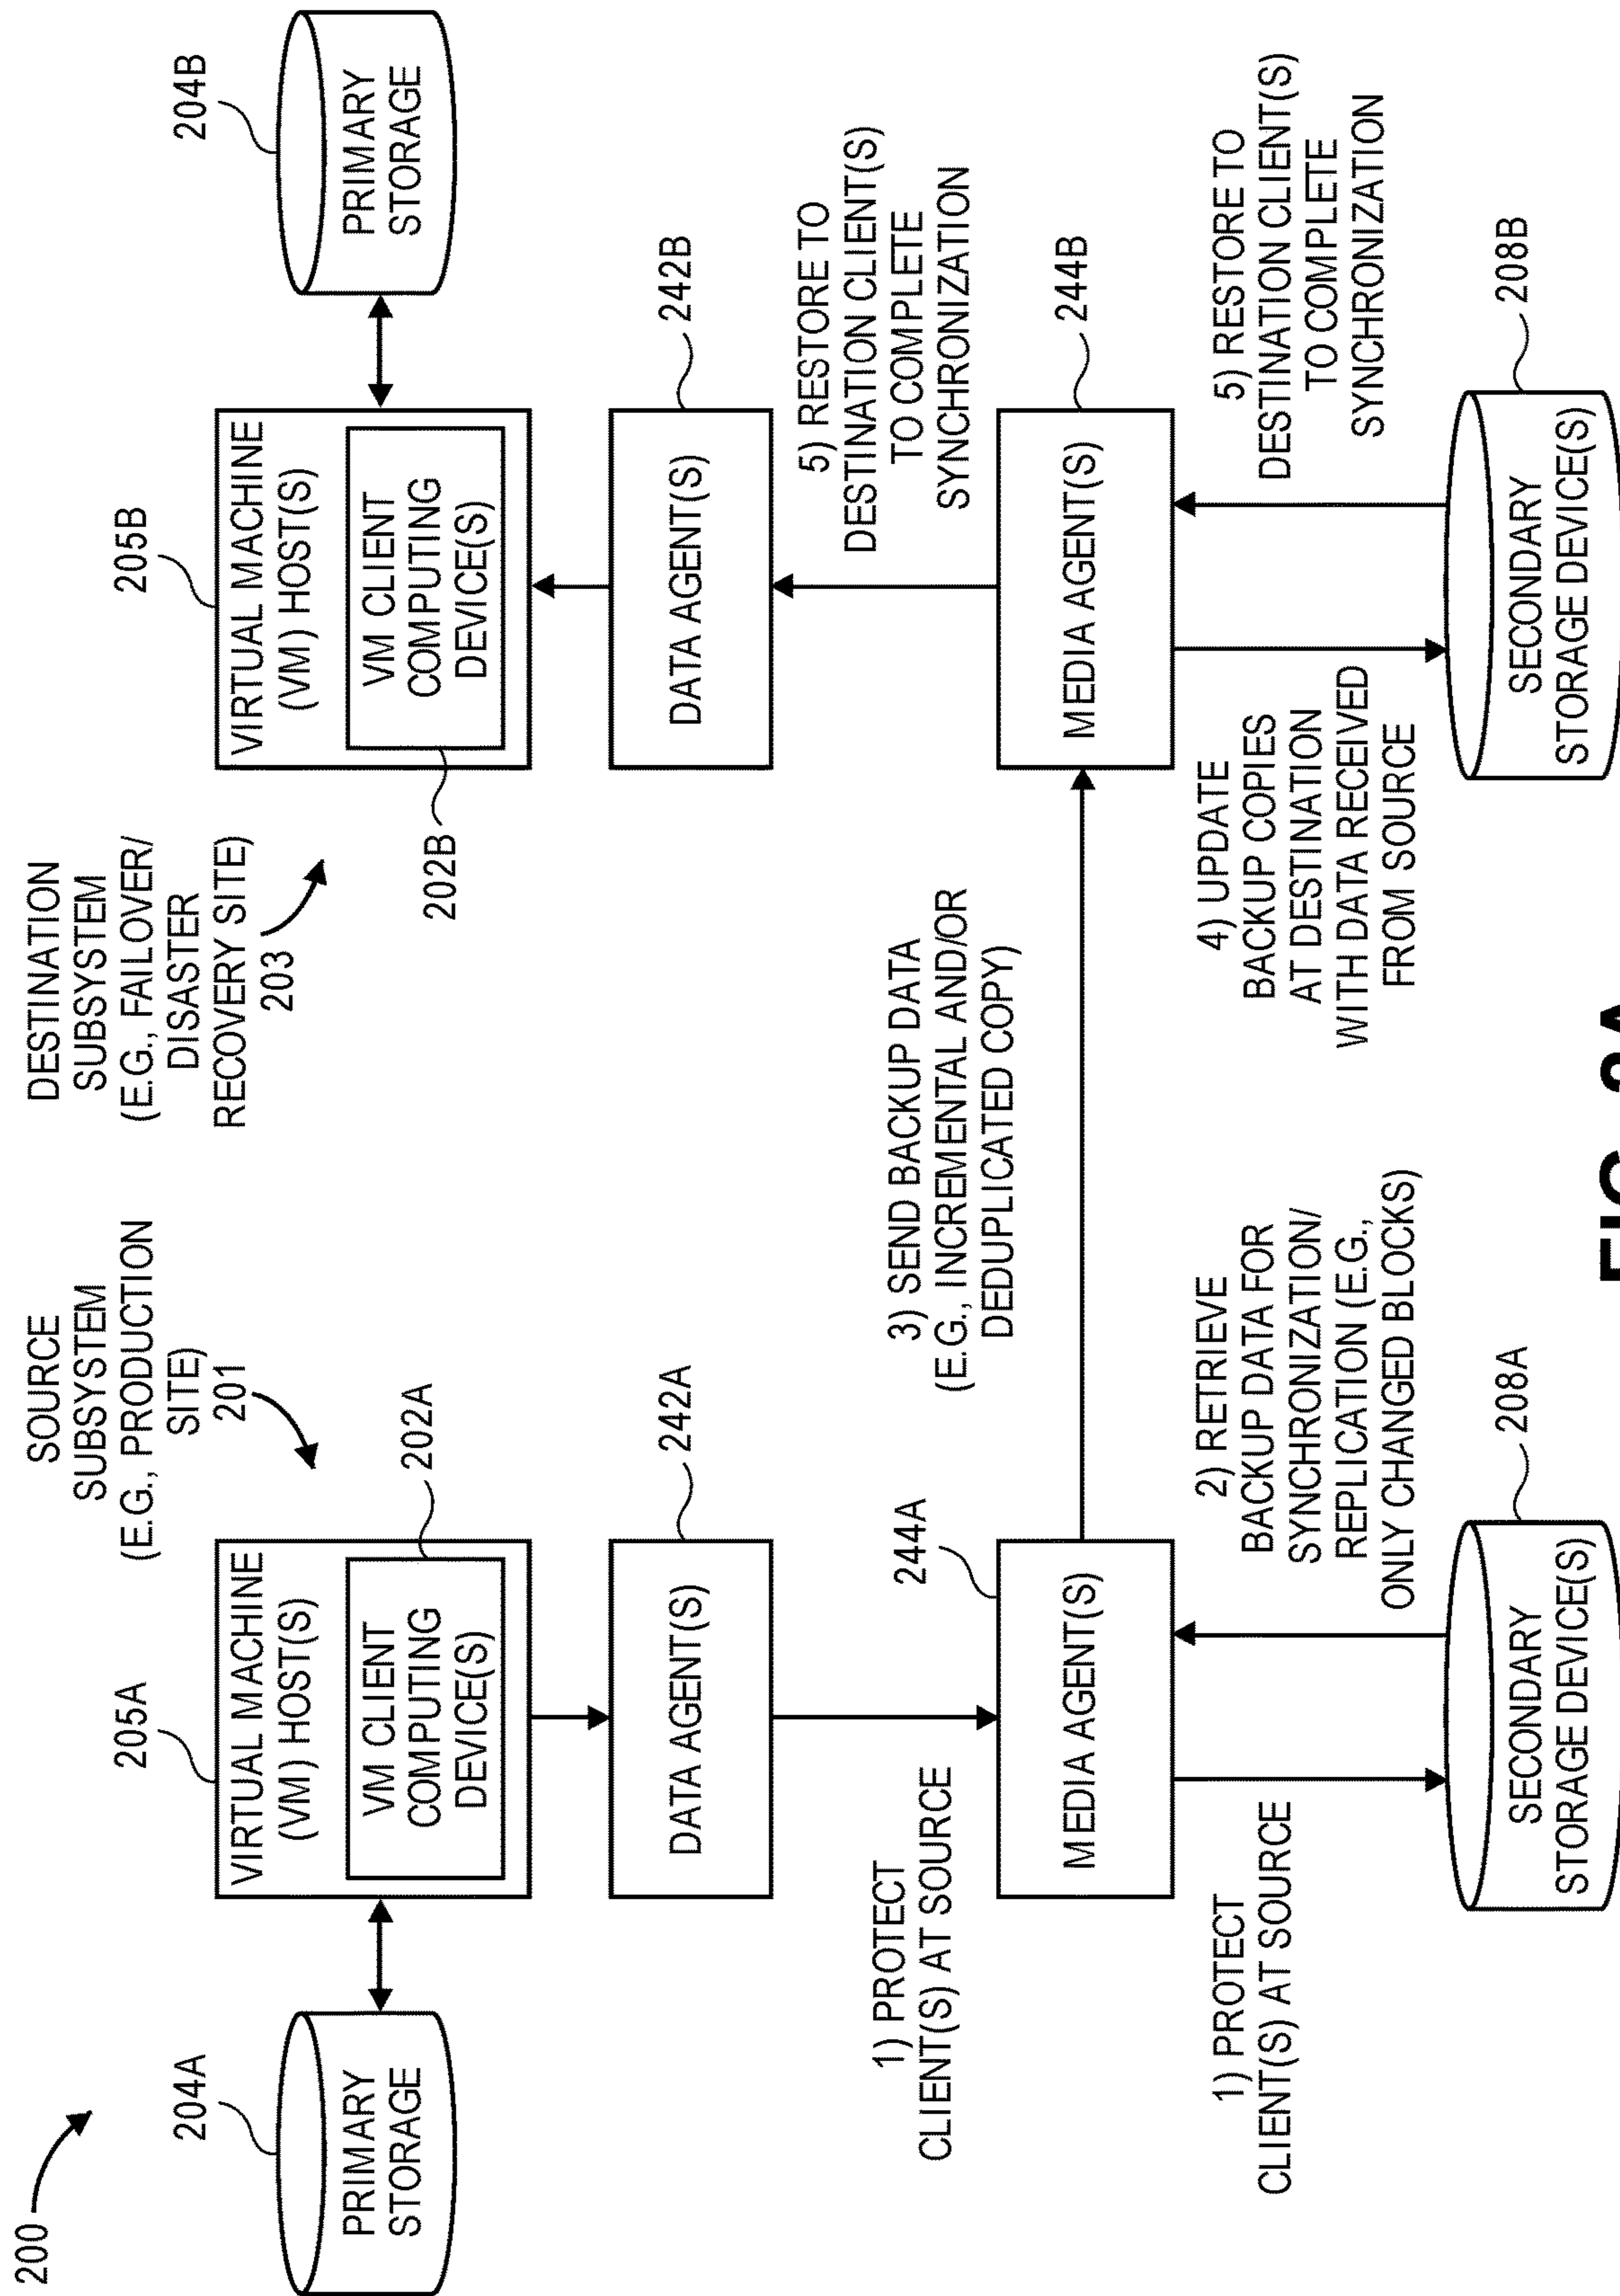 200
SOURCE
SUBSYSTEM
(E.G., PRODUCTION
SITE)
201
DESTINATION
SUBSYSTEM
(E.G., FAILOVER/
DISASTER
RECOVERY SITE)
203
204A
PRIMARY
STORAGE
205A
VIRTUAL MACHINE
(VM) HOST(S)
VM CLIENT
COMPUTING
DEVICE(S)
202A
205B
VIRTUAL MACHINE
(VM) HOST(S)
VM CLIENT
COMPUTING
DEVICE(S)
202B
204B
PRIMARY
STORAGE
DATA AGENT(S)
242A
DATA AGENT(S)
242B
1) PROTECT
CLIENT(S) AT SOURCE
3) SEND BACKUP DATA
(E.G., INCREMENTAL AND/OR
DEDUPLICATED COPY)
5) RESTORE TO
DESTINATION CLIENT(S)
TO COMPLETE
SYNCHRONIZATION
244A
MEDIA AGENT(S)
MEDIA AGENT(S)
244B
1) PROTECT
CLIENT(S) AT SOURCE
2) RETRIEVE
BACKUP DATA FOR
SYNCHRONIZATION/
REPLICATION (E.G.,
ONLY CHANGED BLOCKS)
4) UPDATE
BACKUP COPIES
AT DESTINATION
WITH DATA RECEIVED
FROM SOURCE
5) RESTORE TO
DESTINATION CLIENT(S)
TO COMPLETE
SYNCHRONIZATION
SECONDARY
STORAGE DEVICE(S)
208A
SECONDARY
STORAGE DEVICE(S)
208B